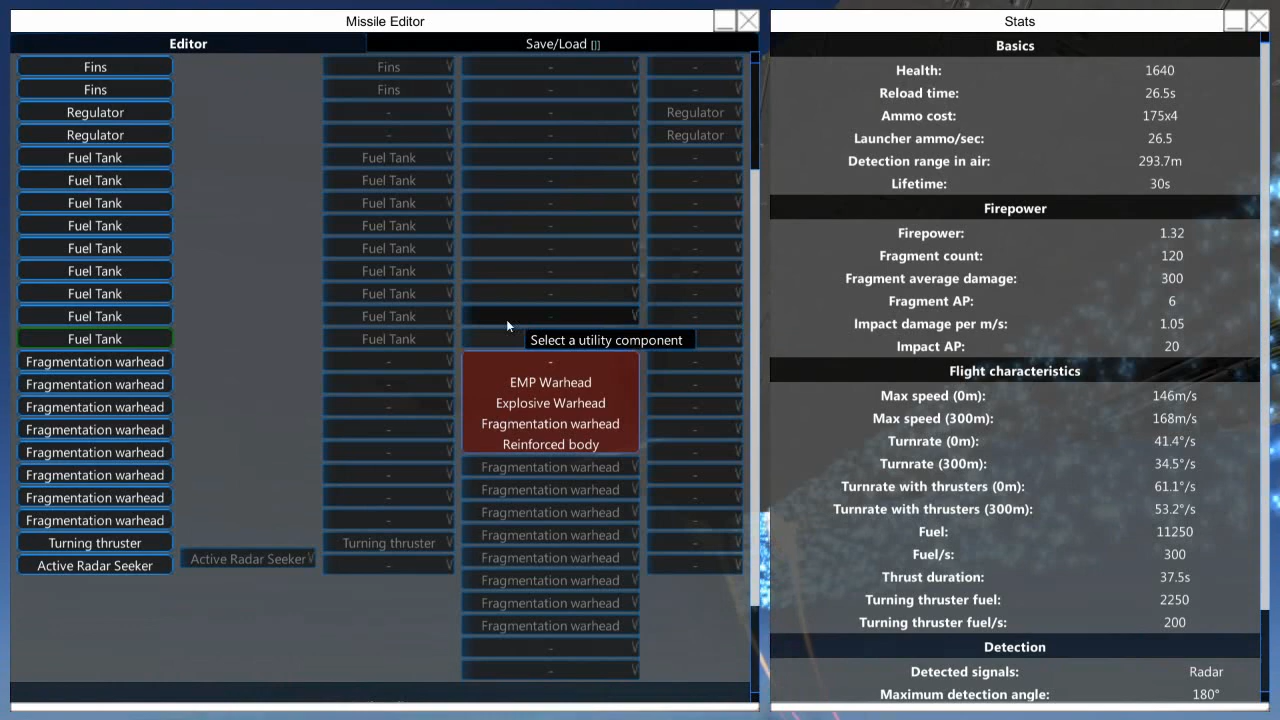 Missile Editor
Editor
Save/Load []]
Fins Fins - -
Fins Fins - -
Regulator - - Regulator
Regulator - - Regulator
Fuel Tank Fuel Tank - -
Fuel Tank Fuel Tank - -
Fuel Tank Fuel Tank - -
Fuel Tank Fuel Tank - -
Fuel Tank Fuel Tank - -
Fuel Tank Fuel Tank - -
Fuel Tank Fuel Tank - -
Fuel Tank Fuel Tank - -
Fuel Tank Fuel Tank
Select a utility component
-
EMP Warhead
Explosive Warhead
Fragmentation warhead
Reinforced body
Fragmentation warhead
Fragmentation warhead
Fragmentation warhead
Fragmentation warhead
Fragmentation warhead
Fragmentation warhead
Fragmentation warhead
Fragmentation warhead
Turning thruster Turning thruster
Active Radar Seeker Active Radar Seeker
Fragmentation warhead
Fragmentation warhead
Fragmentation warhead
Fragmentation warhead
Fragmentation warhead
Fragmentation warhead
Fragmentation warhead
Fragmentation warhead
-
-
Stats
Basics
Health: 1640
Reload time: 26.5s
Ammo cost: 175x4
Launcher ammo/sec: 26.5
Detection range in air: 293.7m
Lifetime: 30s
Firepower
Firepower: 1.32
Fragment count: 120
Fragment average damage: 300
Fragment AP: 6
Impact damage per m/s: 1.05
Impact AP: 20
Flight characteristics
Max speed (0m): 146m/s
Max speed (300m): 168m/s
Turnrate (0m): 41.4°/s
Turnrate (300m): 34.5°/s
Turnrate with thrusters (0m): 61.1°/s
Turnrate with thrusters (300m): 53.2°/s
Fuel: 11250
Fuel/s: 300
Thrust duration: 37.5s
Turning thruster fuel: 2250
Turning thruster fuel/s: 200
Detection
Detected signals: Radar
Maximum detection angle: 180°